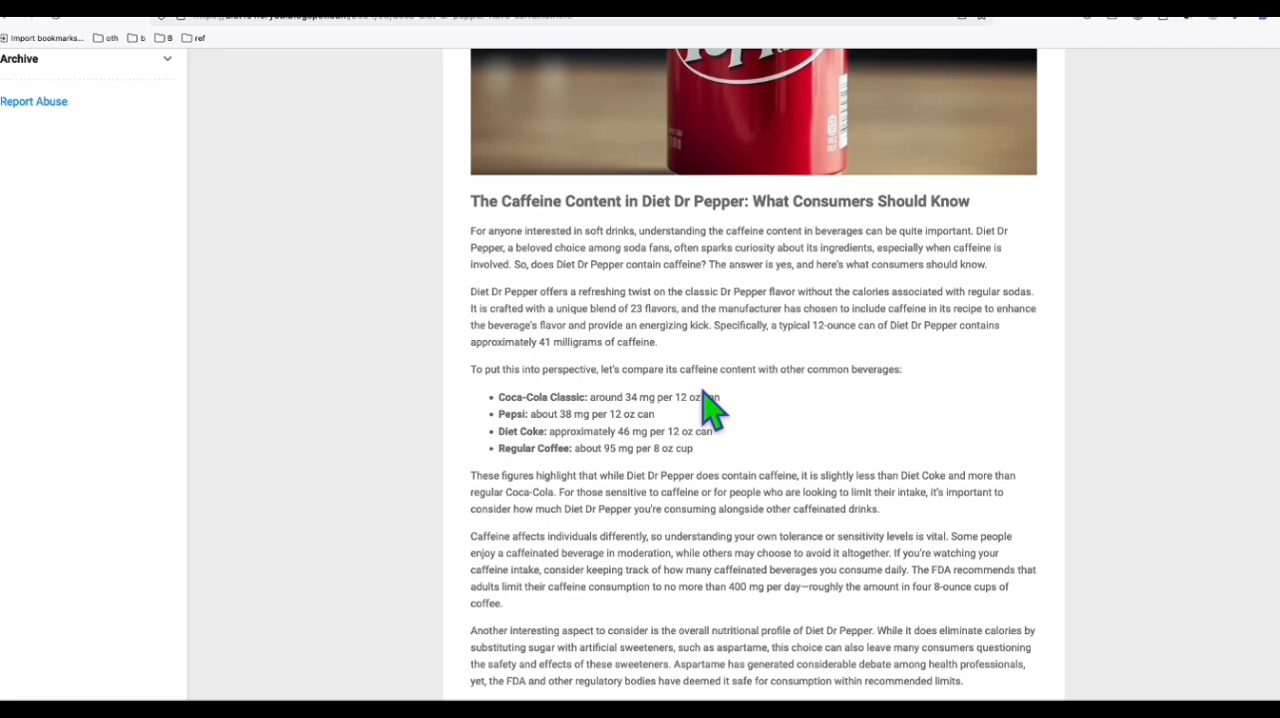 Import bookmarks...
oth
b
B
ref
Archive
Report Abuse
The Caffeine Content in Diet Dr Pepper: What Consumers Should Know
For anyone interested in soft drinks, understanding the caffeine content in beverages can be quite important. Diet Dr
Pepper, a beloved choice among soda fans, often sparks curiosity about its ingredients, especially when caffeine is
involved. So, does Diet Dr Pepper contain caffeine? The answer is yes, and here's what consumers should know.
Diet Dr Pepper offers a refreshing twist on the classic Dr Pepper flavor without the calories associated with regular sodas.
It is crafted with a unique blend of 23 flavors, and the manufacturer has chosen to include caffeine in its recipe to enhance
the beverage's flavor and provide an energizing kick. Specifically, a typical 12-ounce can of Diet Dr Pepper contains
approximately 41 milligrams of caffeine.
To put this into perspective, let's compare its caffeine content with other common beverages:
• Coca-Cola Classic: around 34 mg per 12 oz can
• Pepsi: about 38 mg per 12 oz can
• Diet Coke: approximately 46 mg per 12 oz can
• Regular Coffee: about 95 mg per 8 oz cup
These figures highlight that while Diet Dr Pepper does contain caffeine, it is slightly less than Diet Coke and more than
regular Coca-Cola. For those sensitive to caffeine or for people who are looking to limit their intake, it's important to
consider how much Diet Dr Pepper you're consuming alongside other caffeinated drinks.
Caffeine affects individuals differently, so understanding your own tolerance or sensitivity levels is vital. Some people
enjoy a caffeinated beverage in moderation, while others may choose to avoid it altogether. If you're watching your
caffeine intake, consider keeping track of how many caffeinated beverages you consume daily. The FDA recommends that
adults limit their caffeine consumption to no more than 400 mg per day—roughly the amount in four 8-ounce cups of
coffee.
Another interesting aspect to consider is the overall nutritional profile of Diet Dr Pepper. While it does eliminate calories by
substituting sugar with artificial sweeteners, such as aspartame, this choice can also leave many consumers questioning
the safety and effects of these sweeteners. Aspartame has generated considerable debate among health professionals,
yet, the FDA and other regulatory bodies have deemed it safe for consumption within recommended limits.